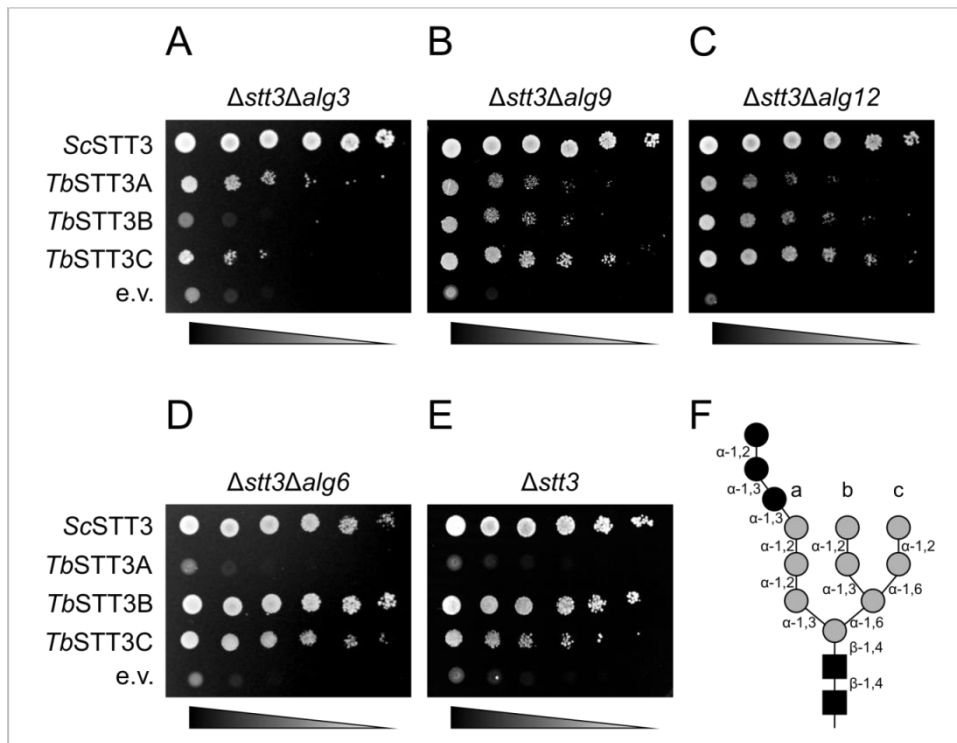 A
B
C
Δstt3Δalg3
Δstt3Δalg9
Δstt3Δalg12
ScSTT3
TbSTT3A
TbSTT3B
TbSTT3C
e.v.
D
E
F
Δstt3Δalg6
Δstt3
ScSTT3
TbSTT3A
TbSTT3B
TbSTT3C
e.v.
α-1,2
α-1,3
a
b
c
α-1,3
α-1,2
α-1,2
α-1,2
α-1,2
α-1,3
α-1,6
α-1,3
α-1,6
β-1,4
β-1,4